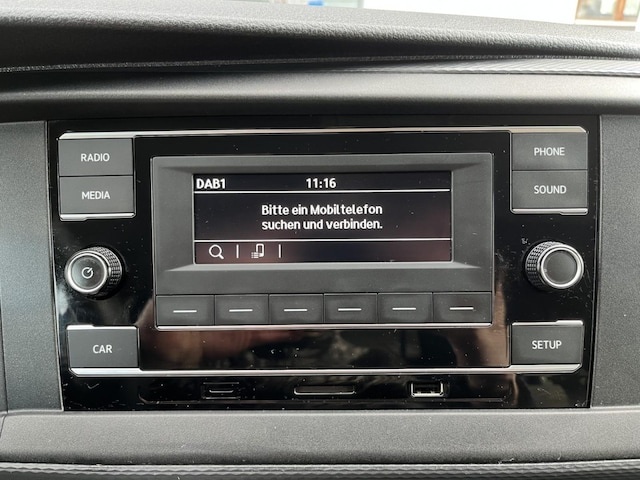 RADIO
PHONE
MEDIA
SOUND
DAB1 11:16
Bitte ein Mobiltelefon
suchen und verbinden.
CAR
SETUP